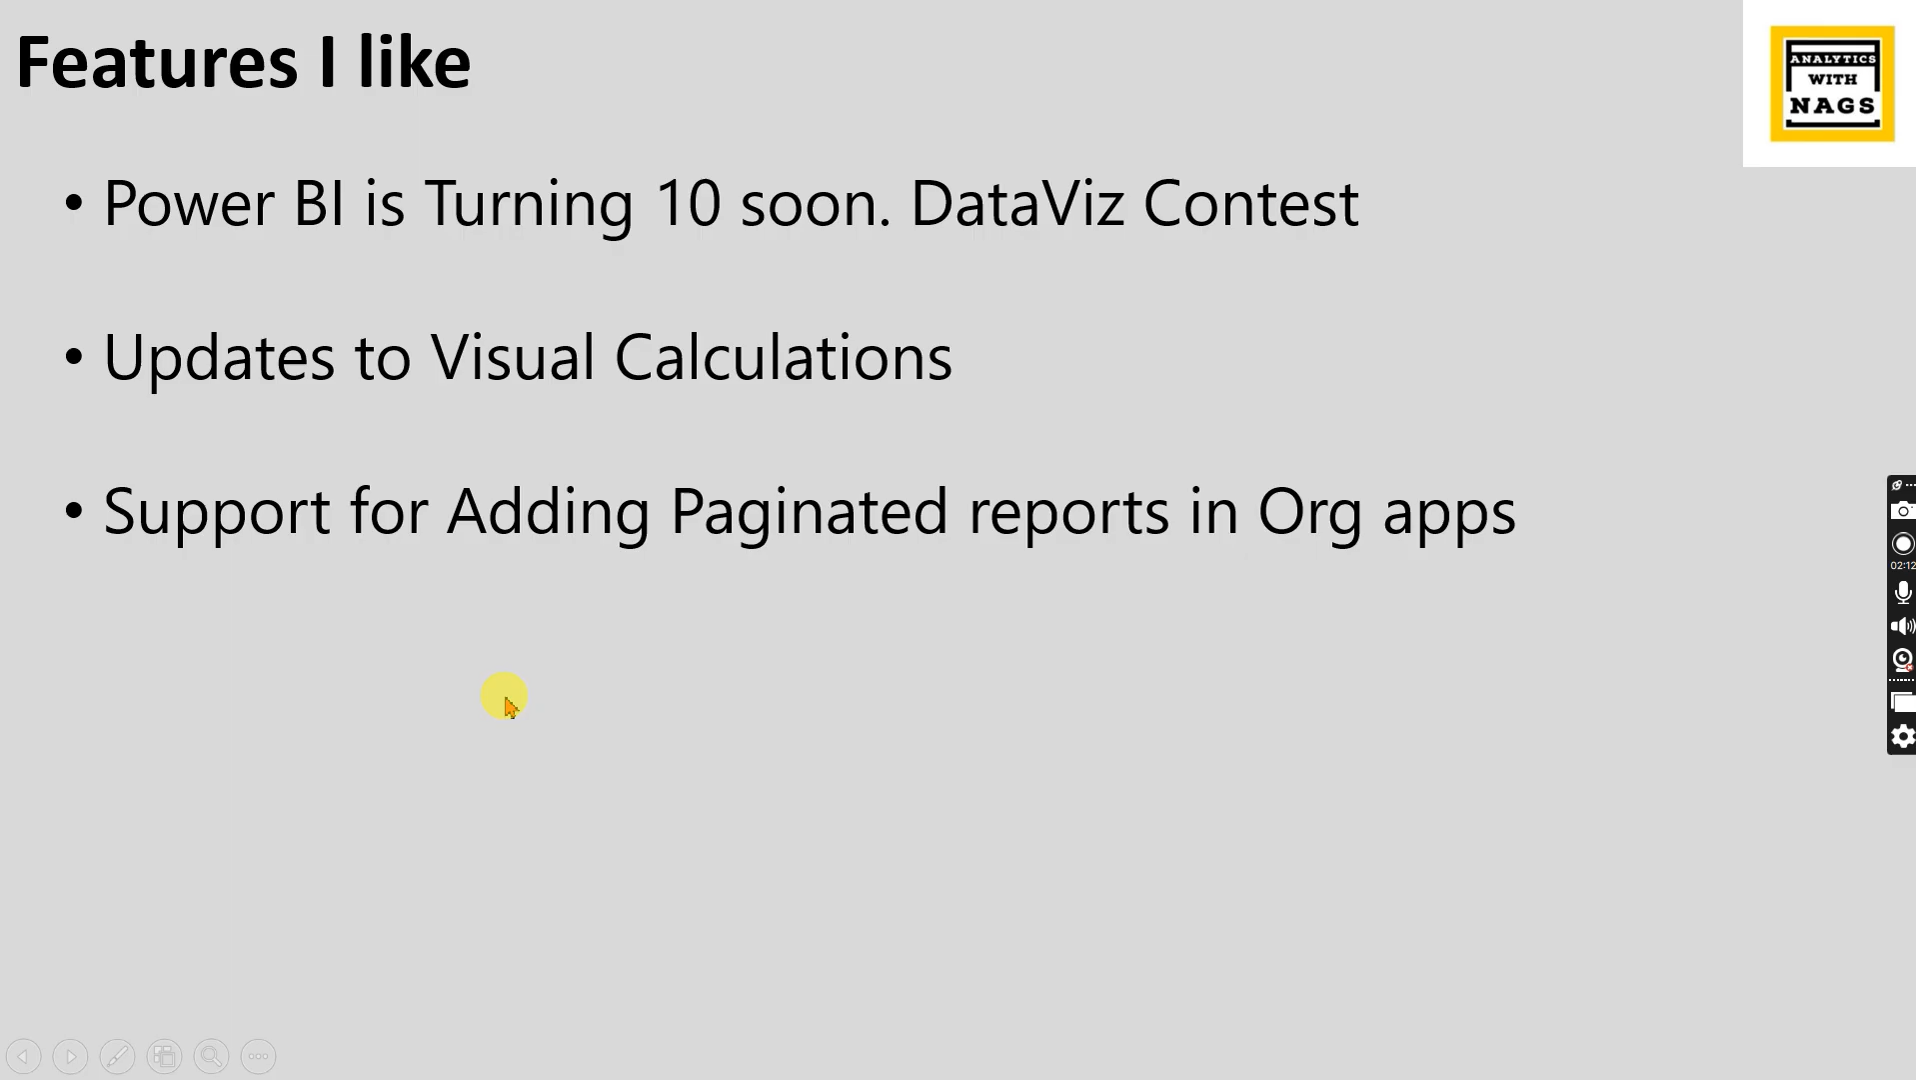 Features I like
ANALYTICS
WITH
NAGS
• Power BI is Turning 10 soon. DataViz Contest
• Updates to Visual Calculations
• Support for Adding Paginated reports in Org apps
02:12